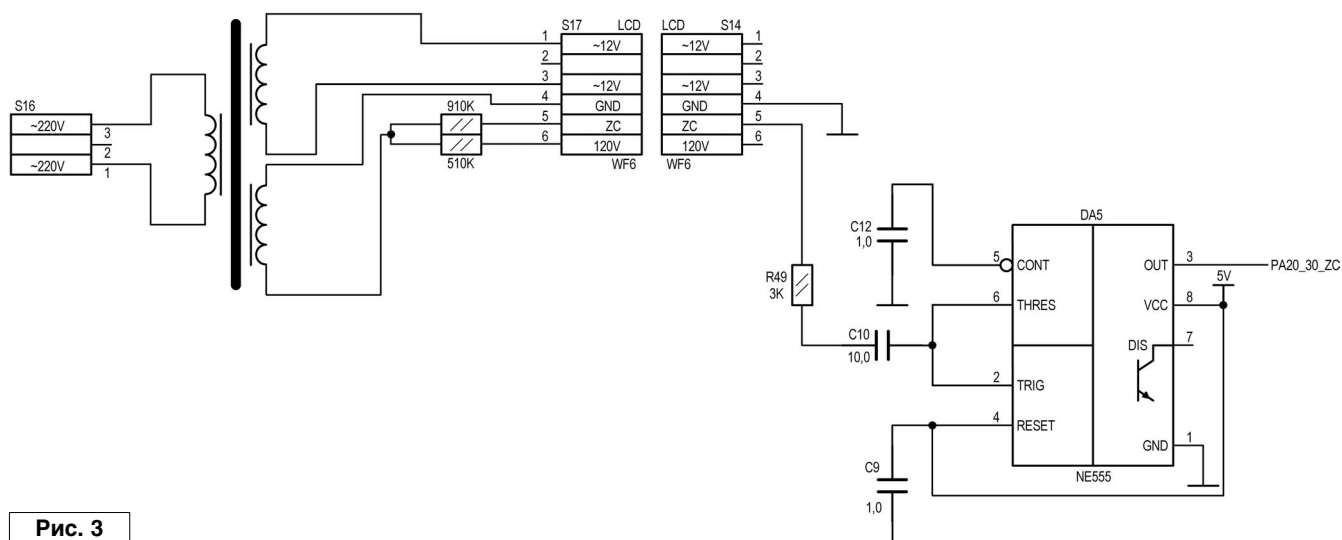 S16
~220V
3
2
~220V
1
S17 LCD
1 ~12V
2
3 ~12V
4 GND
5 ZC
6 120V
WF6
910K
510K
LCD S14
~12V 1
2
~12V 3
GND 4
ZC 5
120V 6
WF6
R49
3K
C12
1,0
C10
10,0
C9
1,0
DA5
5 CONT
6 THRES
2 TRIG
4 RESET
OUT 3
PA20_30_ZC
5V
VCC 8
DIS 7
GND 1
NE555
Рис. 3